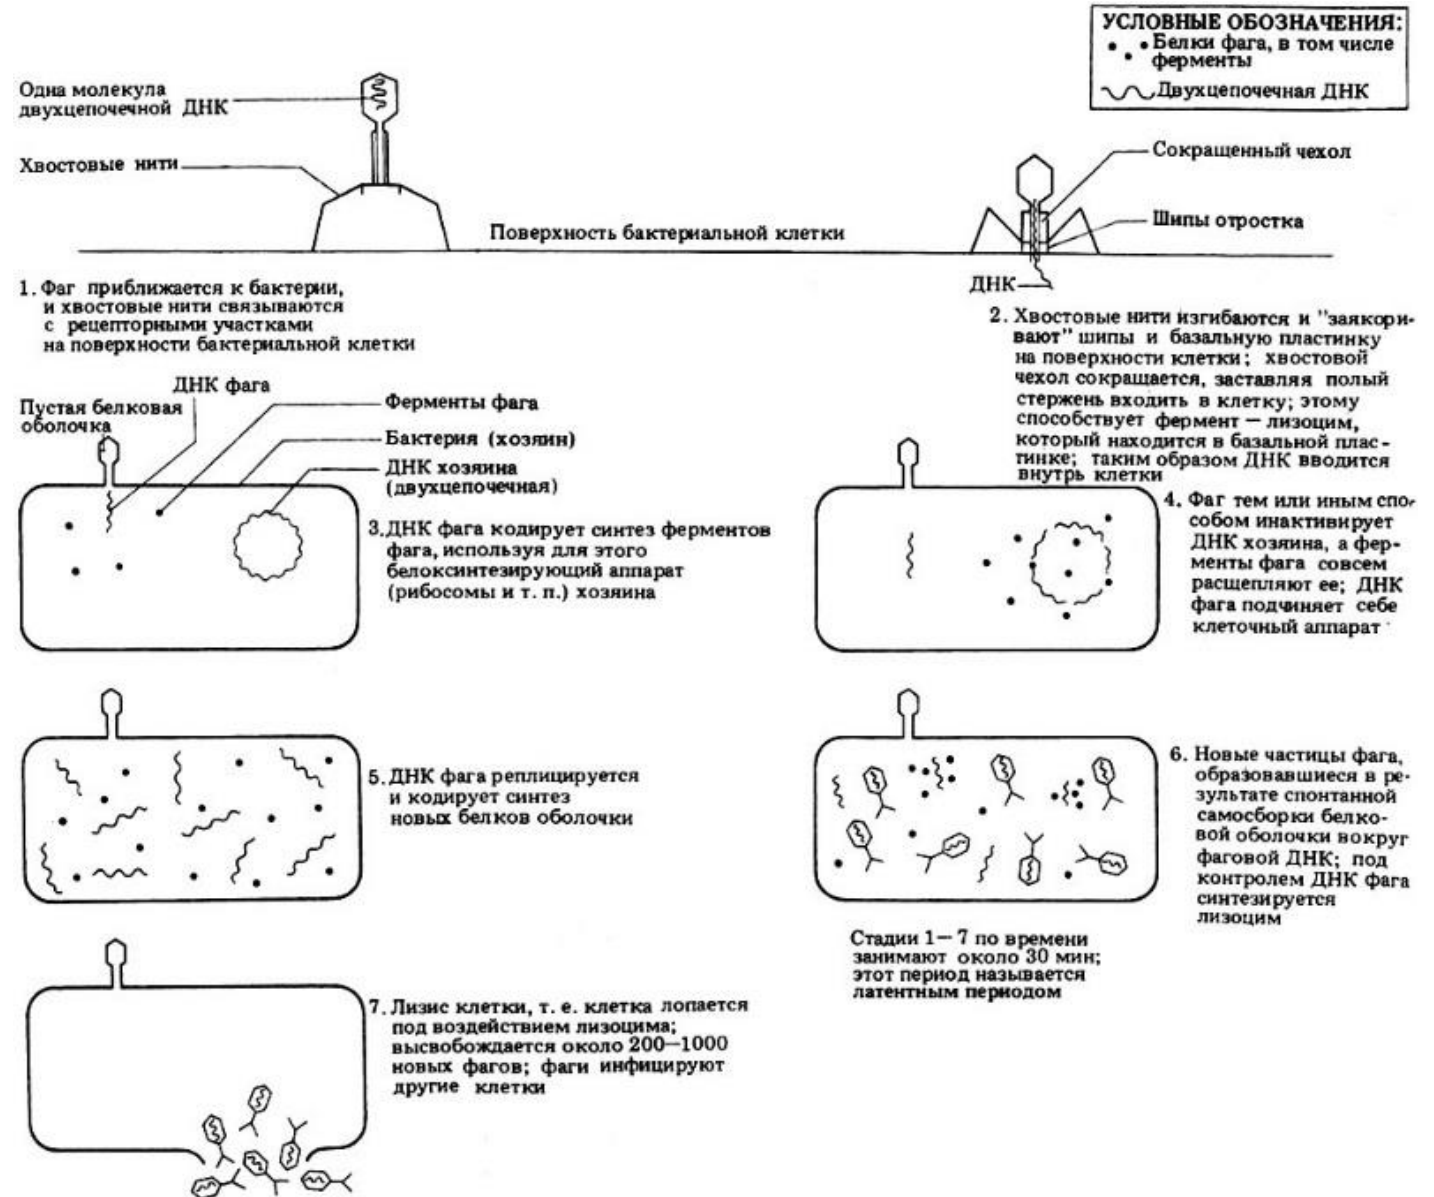 УСЛОВНЫЕ ОБОЗНАЧЕНИЯ:
Белки фага, в том числе
ферменты
Двухцепочечная ДНК
Одна молекула
двухцепочечной ДНК
Хвостовые нити
Поверхность бактериальной клетки
Сокращенный чехол
Шипы отростка
ДНК
1. Фаг приближается к бактерии,
и хвостовые нити связываются
с рецепторными участками
на поверхности бактериальной клетки
2. Хвостовые нити изгибаются и "заякори-
вают" шипы и базальную пластинку
на поверхности клетки; хвостовой
чехол сокращается, заставляя полый
стержень входить в клетку; этому
способствует фермент — лизоцим,
который находится в базальной плас-
тинке; таким образом ДНК вводится
внутрь клетки
ДНК фага
Пустая белковая
оболочка
Ферменты фага
Бактерия (хозяин)
ДНК хозяина
(двухцепочечная)
3. ДНК фага кодирует синтез ферментов
фага, используя для этого
белоксинтезирующий аппарат
(рибосомы и т. п.) хозяина
4. Фаг тем или иным спо-
собом инактивирует
ДНК хозяина, а фер-
менты фага совсем
расщепляют ее; ДНК
фага подчиняет себе
клеточный аппарат
5. ДНК фага реплицируется
и кодирует синтез
новых белков оболочки
6. Новые частицы фага,
образовавшиеся в ре-
зультате спонтанной
самосборки белко-
вой оболочки вокруг
фаговой ДНК; под
контролем ДНК фага
синтезируется
лизоцим
Стадии 1— 7 по времени
занимают около 30 мин;
этот период называется
латентным периодом
7. Лизис клетки, т. е. клетка лопается
под воздействием лизоцима;
высвобождается около 200—1000
новых фагов; фаги инфицируют
другие клетки